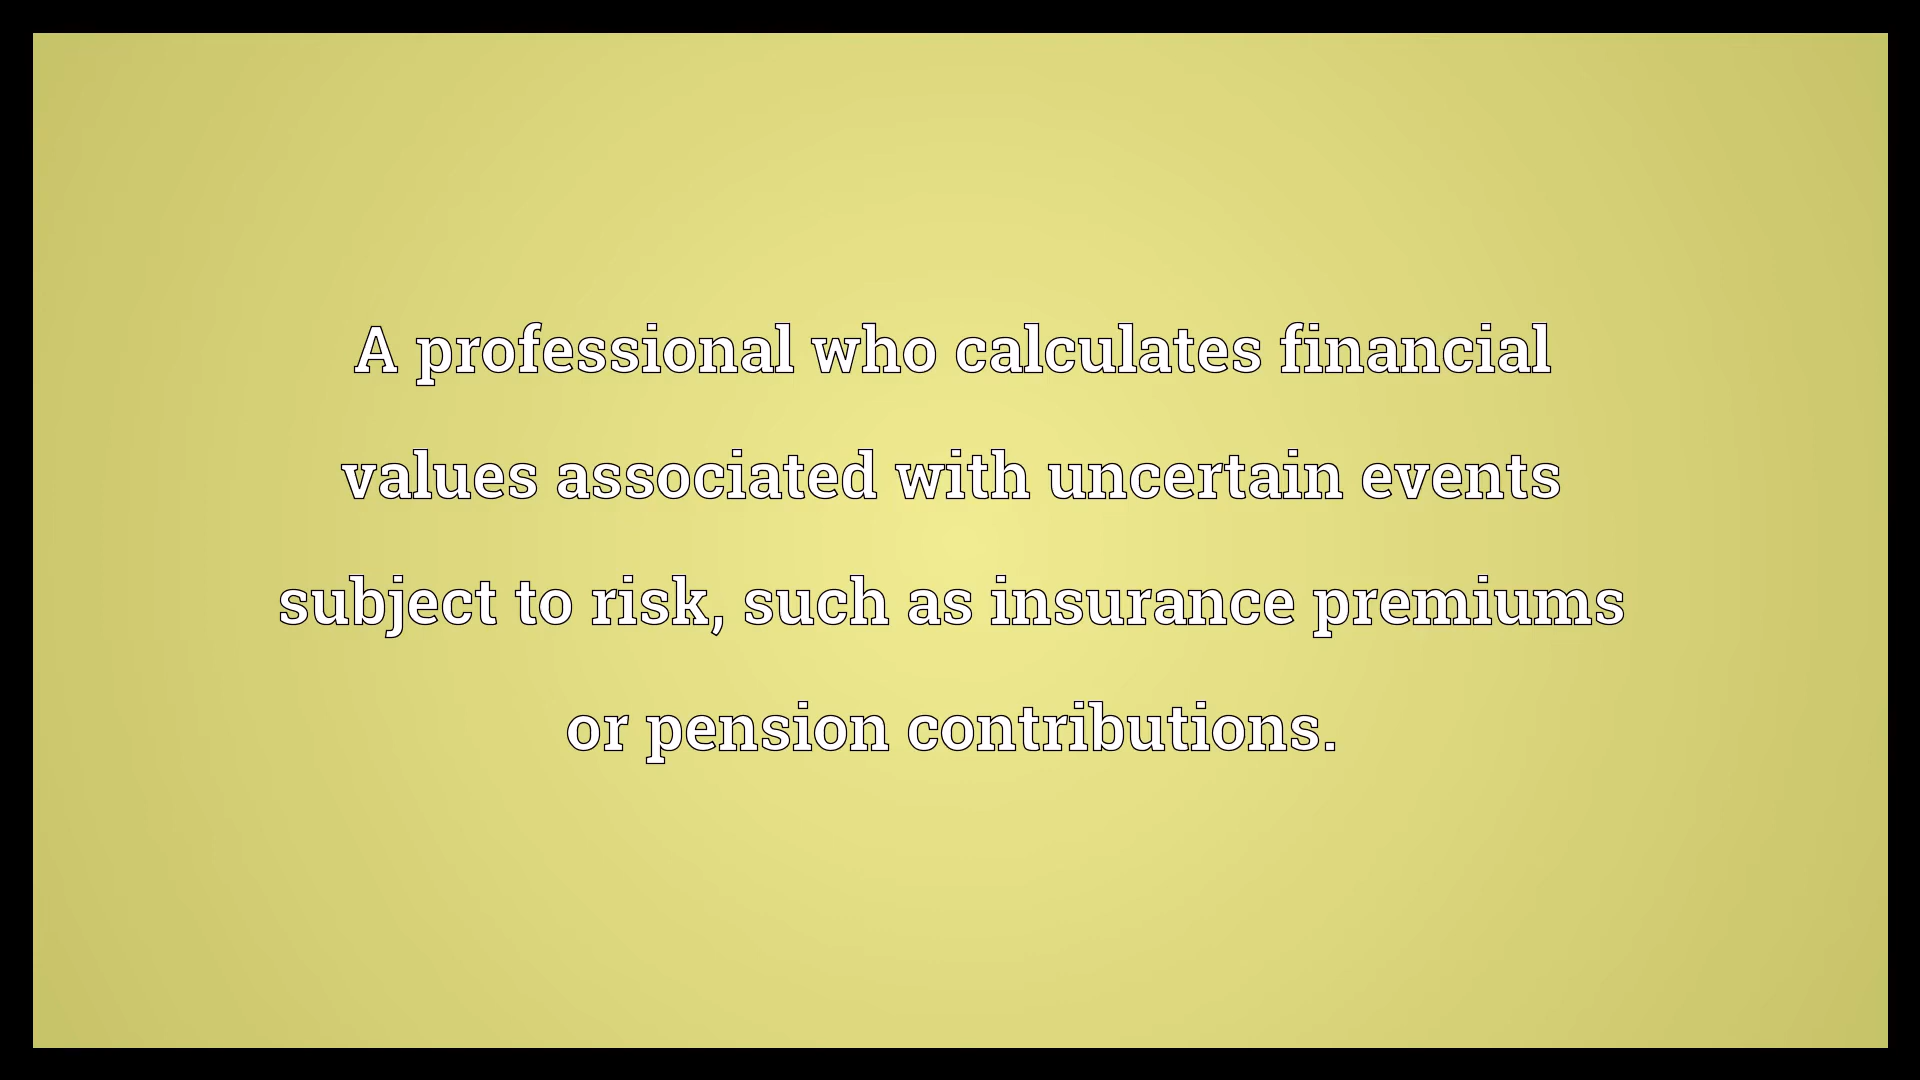 A professional who calculates financial
values associated with uncertain events
subject to risk, such as insurance premiums
or pension contributions.